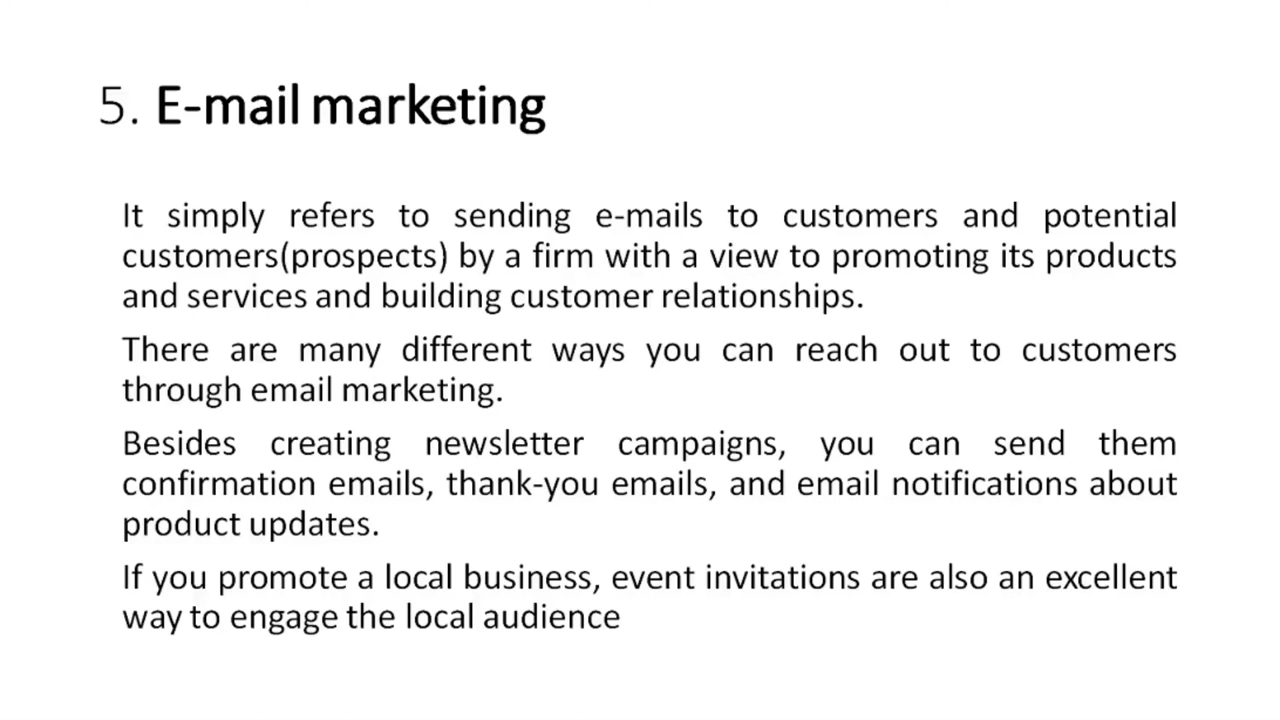 5. E-mail marketing
It simply refers to sending e-mails to customers and potential
customers(prospects) by a firm with a view to promoting its products
and services and building customer relationships.
There are many different ways you can reach out to customers
through email marketing.
Besides creating newsletter campaigns, you can send them
confirmation emails, thank-you emails, and email notifications about
product updates.
If you promote a local business, event invitations are also an excellent
way to engage the local audience